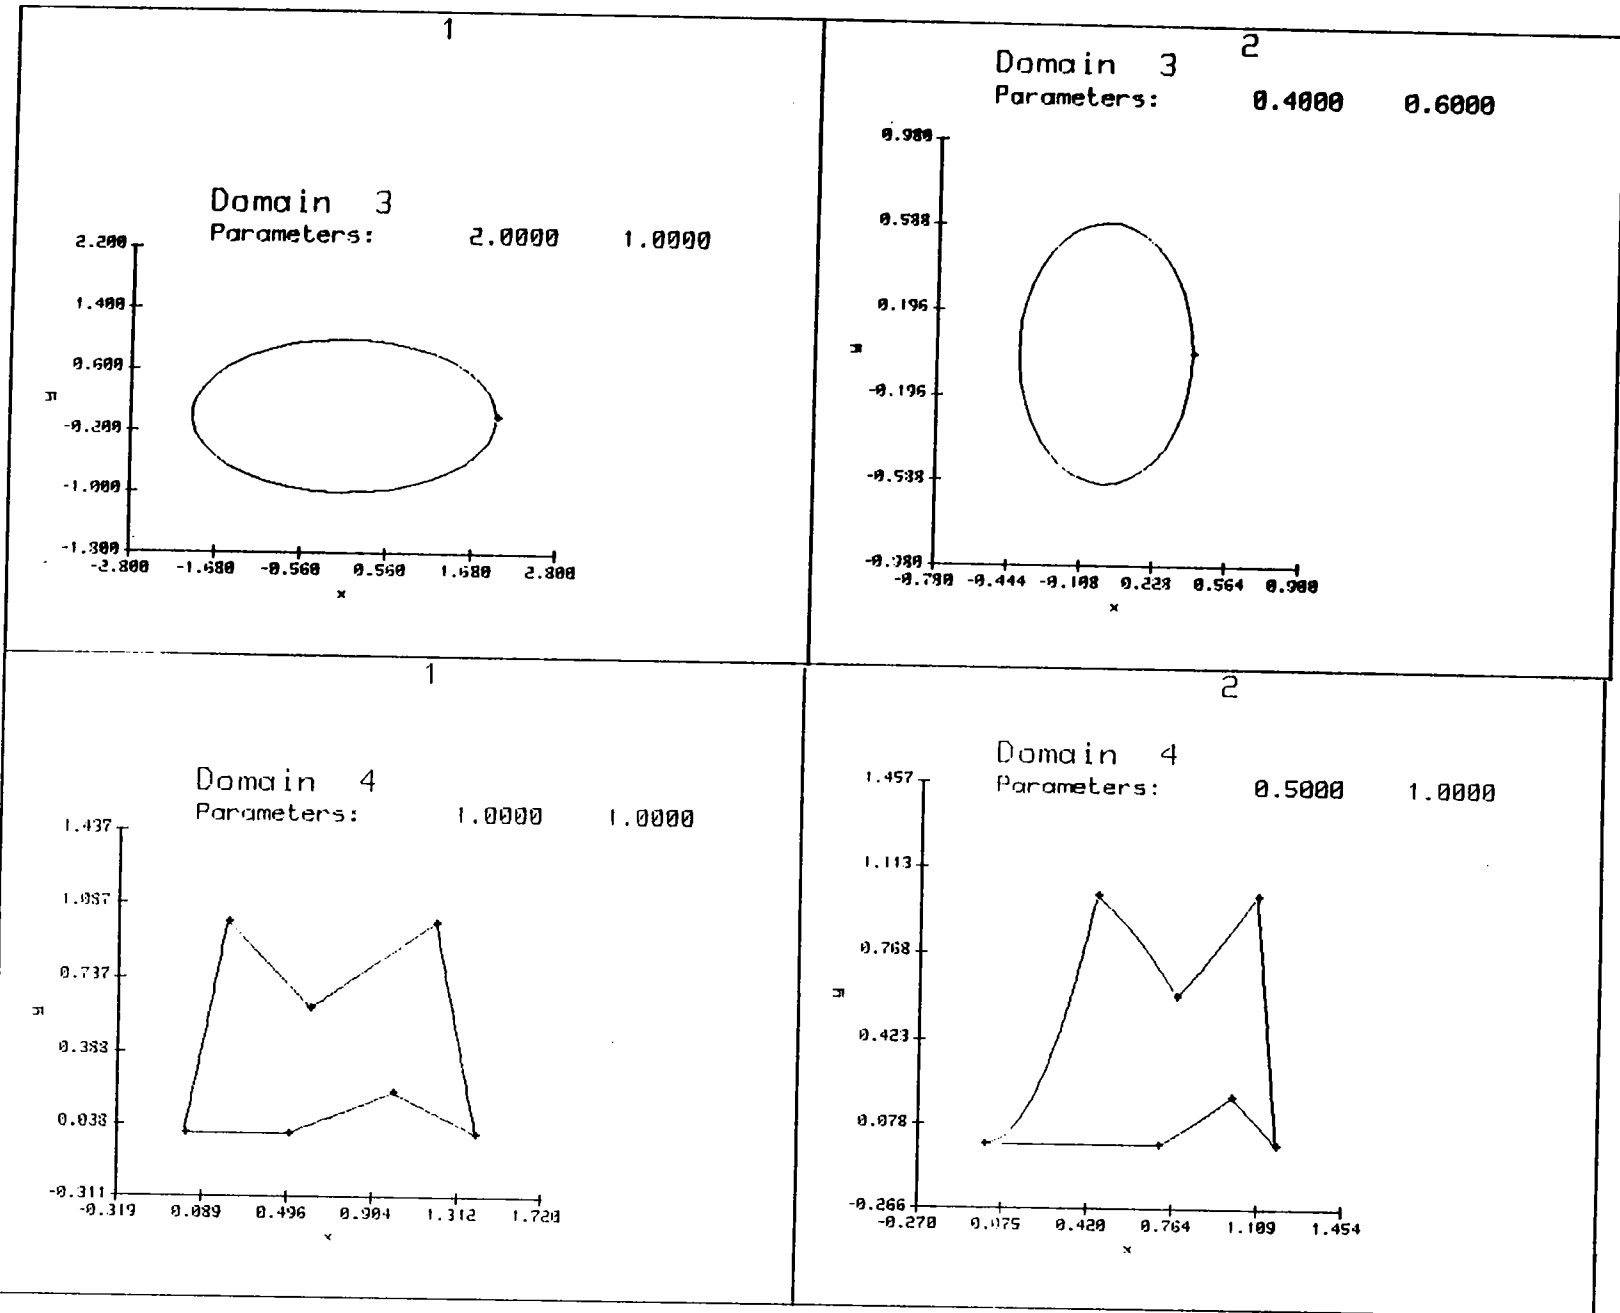 1
Domain 3
Parameters: 2.0000 1.0000
2.200
1.400
0.600
-0.200
-1.000
-1.800
y
-2.800 -1.680 -0.560 0.560 1.680 2.800
x
2
Domain 3
Parameters: 0.4000 0.6000
0.980
0.588
0.196
-0.196
-0.588
-0.980
y
-0.780 -0.444 -0.108 0.228 0.564 0.900
x
1
Domain 4
Parameters: 1.0000 1.0000
1.437
1.087
0.737
0.388
0.038
-0.311
y
-0.319 0.089 0.496 0.904 1.312 1.720
x
2
Domain 4
Parameters: 0.5000 1.0000
1.457
1.113
0.768
0.423
0.078
-0.266
y
-0.270 0.075 0.420 0.764 1.109 1.454
x